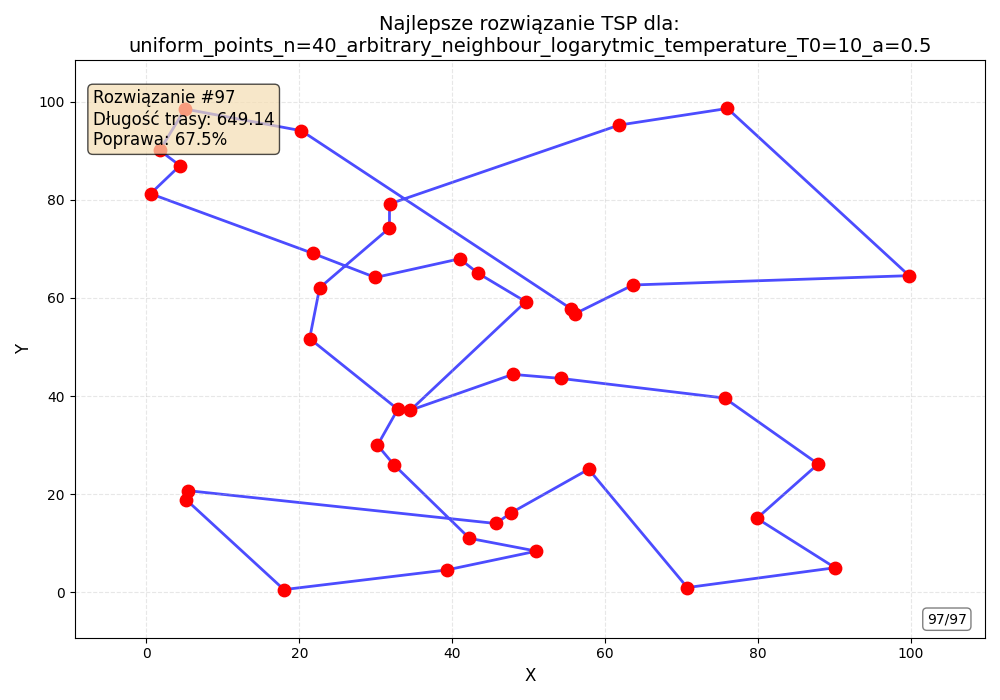 Najlepsze rozwiązanie TSP dla:
uniform_points_n=40_arbitrary_neighbour_logarytmic_temperature_T0=10_a=0.5
Rozwiązanie #97
Długość trasy: 649.14
Poprawa: 67.5%
100
80
60
40
20
0
Y
97/97
0 20 40 60 80 100
X